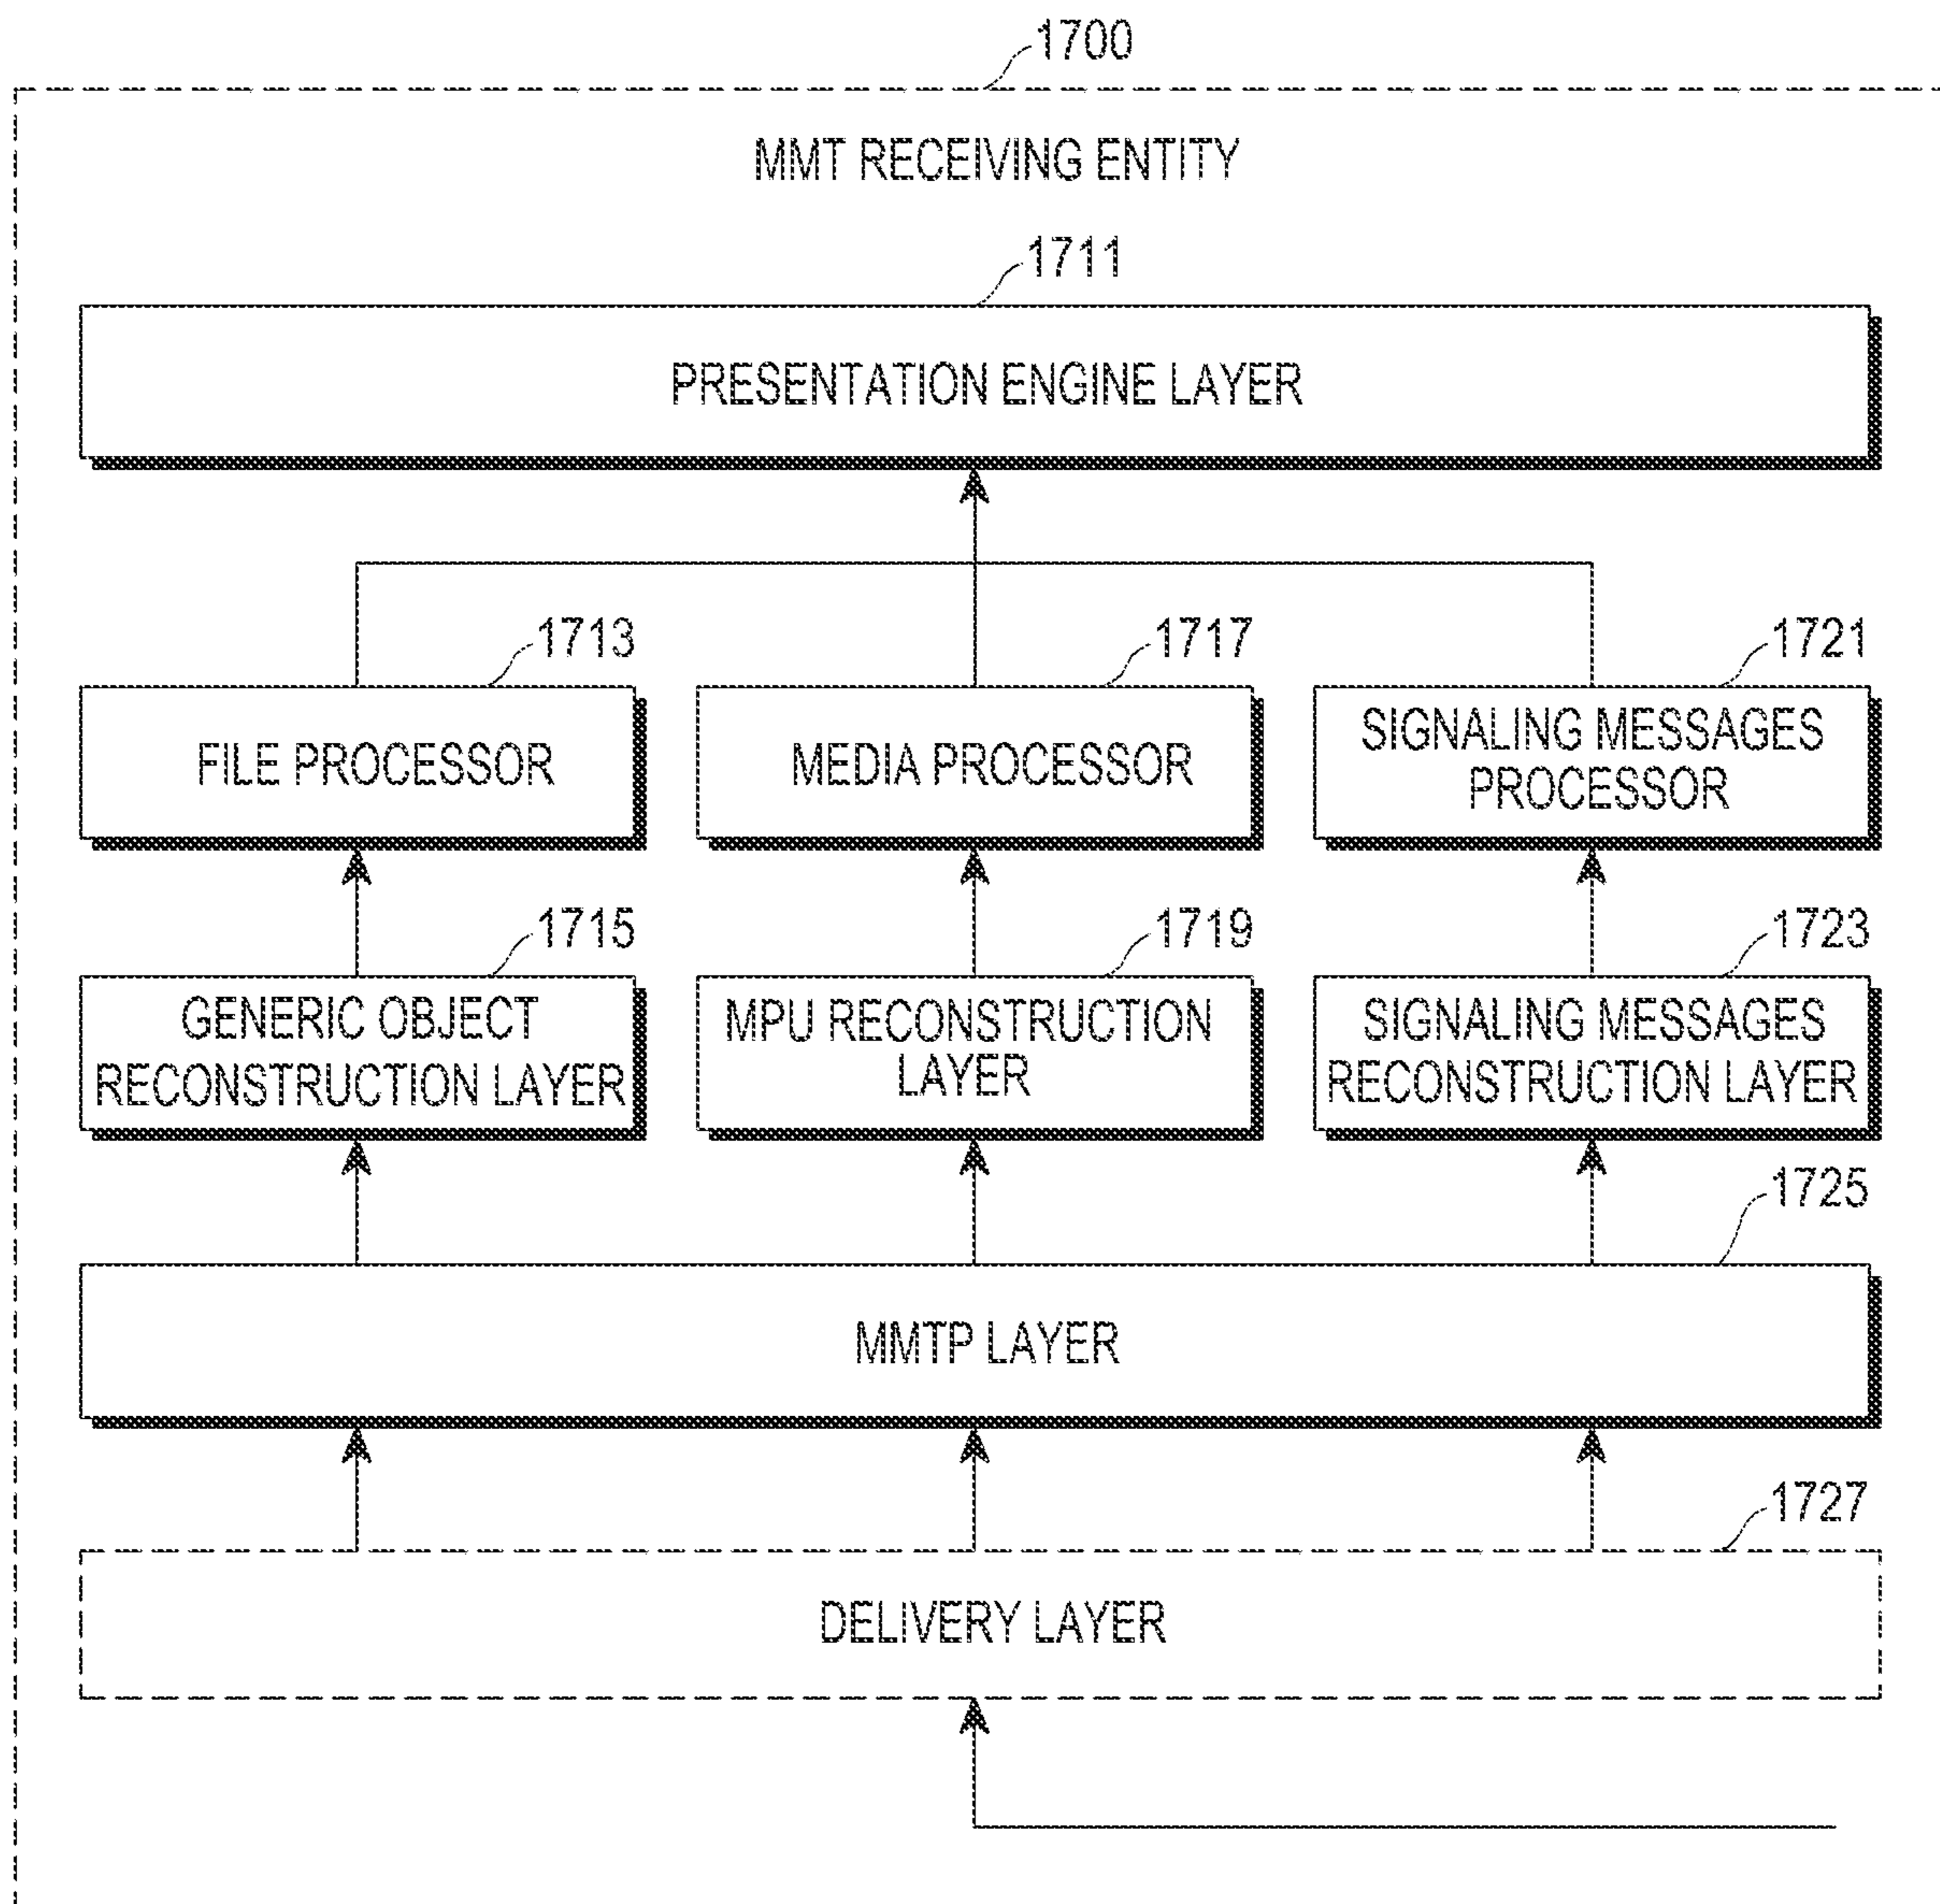 1700
MMT RECEIVING ENTITY
1711
PRESENTATION ENGINE LAYER
1713
1717
1721
FILE PROCESSOR
MEDIA PROCESSOR
SIGNALING MESSAGES
PROCESSOR
1715
1719
1723
GENERIC OBJECT
RECONSTRUCTION LAYER
MPU RECONSTRUCTION
LAYER
SIGNALING MESSAGES
RECONSTRUCTION LAYER
1725
MMTP LAYER
1727
DELIVERY LAYER